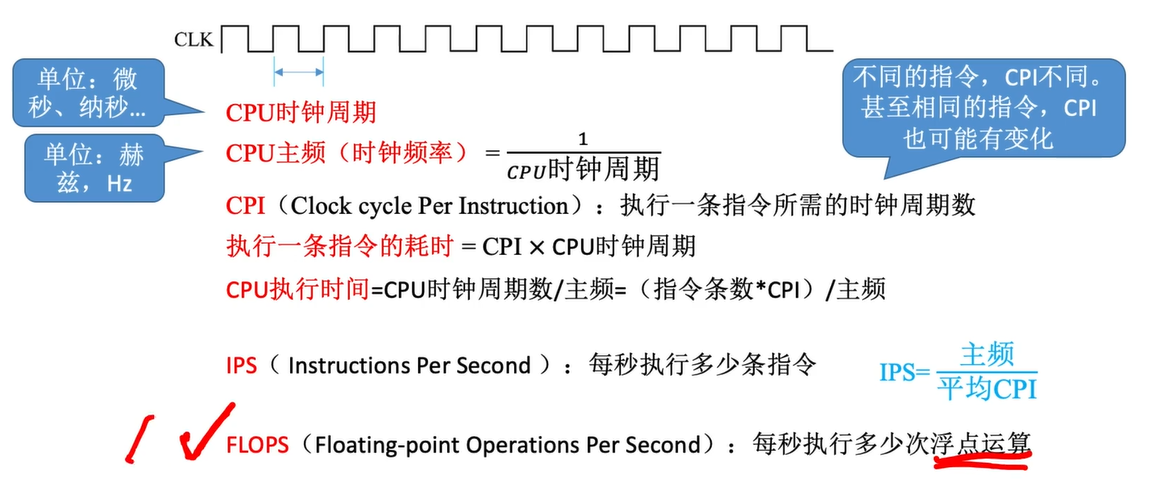 CLK
单位：微
秒、纳秒…
单位：赫
兹，Hz
不同的指令，CPI不同。
甚至相同的指令，CPI
也可能有变化
CPU时钟周期
CPU主频（时钟频率） = 1
CPU时钟周期
CPI（Clock cycle Per Instruction）：执行一条指令所需的时钟周期数
执行一条指令的耗时 = CPI × CPU时钟周期
CPU执行时间=CPU时钟周期数/主频=（指令条数*CPI）/主频
IPS（ Instructions Per Second ）：每秒执行多少条指令
IPS= 主频
平均CPI
FLOPS（Floating-point Operations Per Second）：每秒执行多少次浮点运算